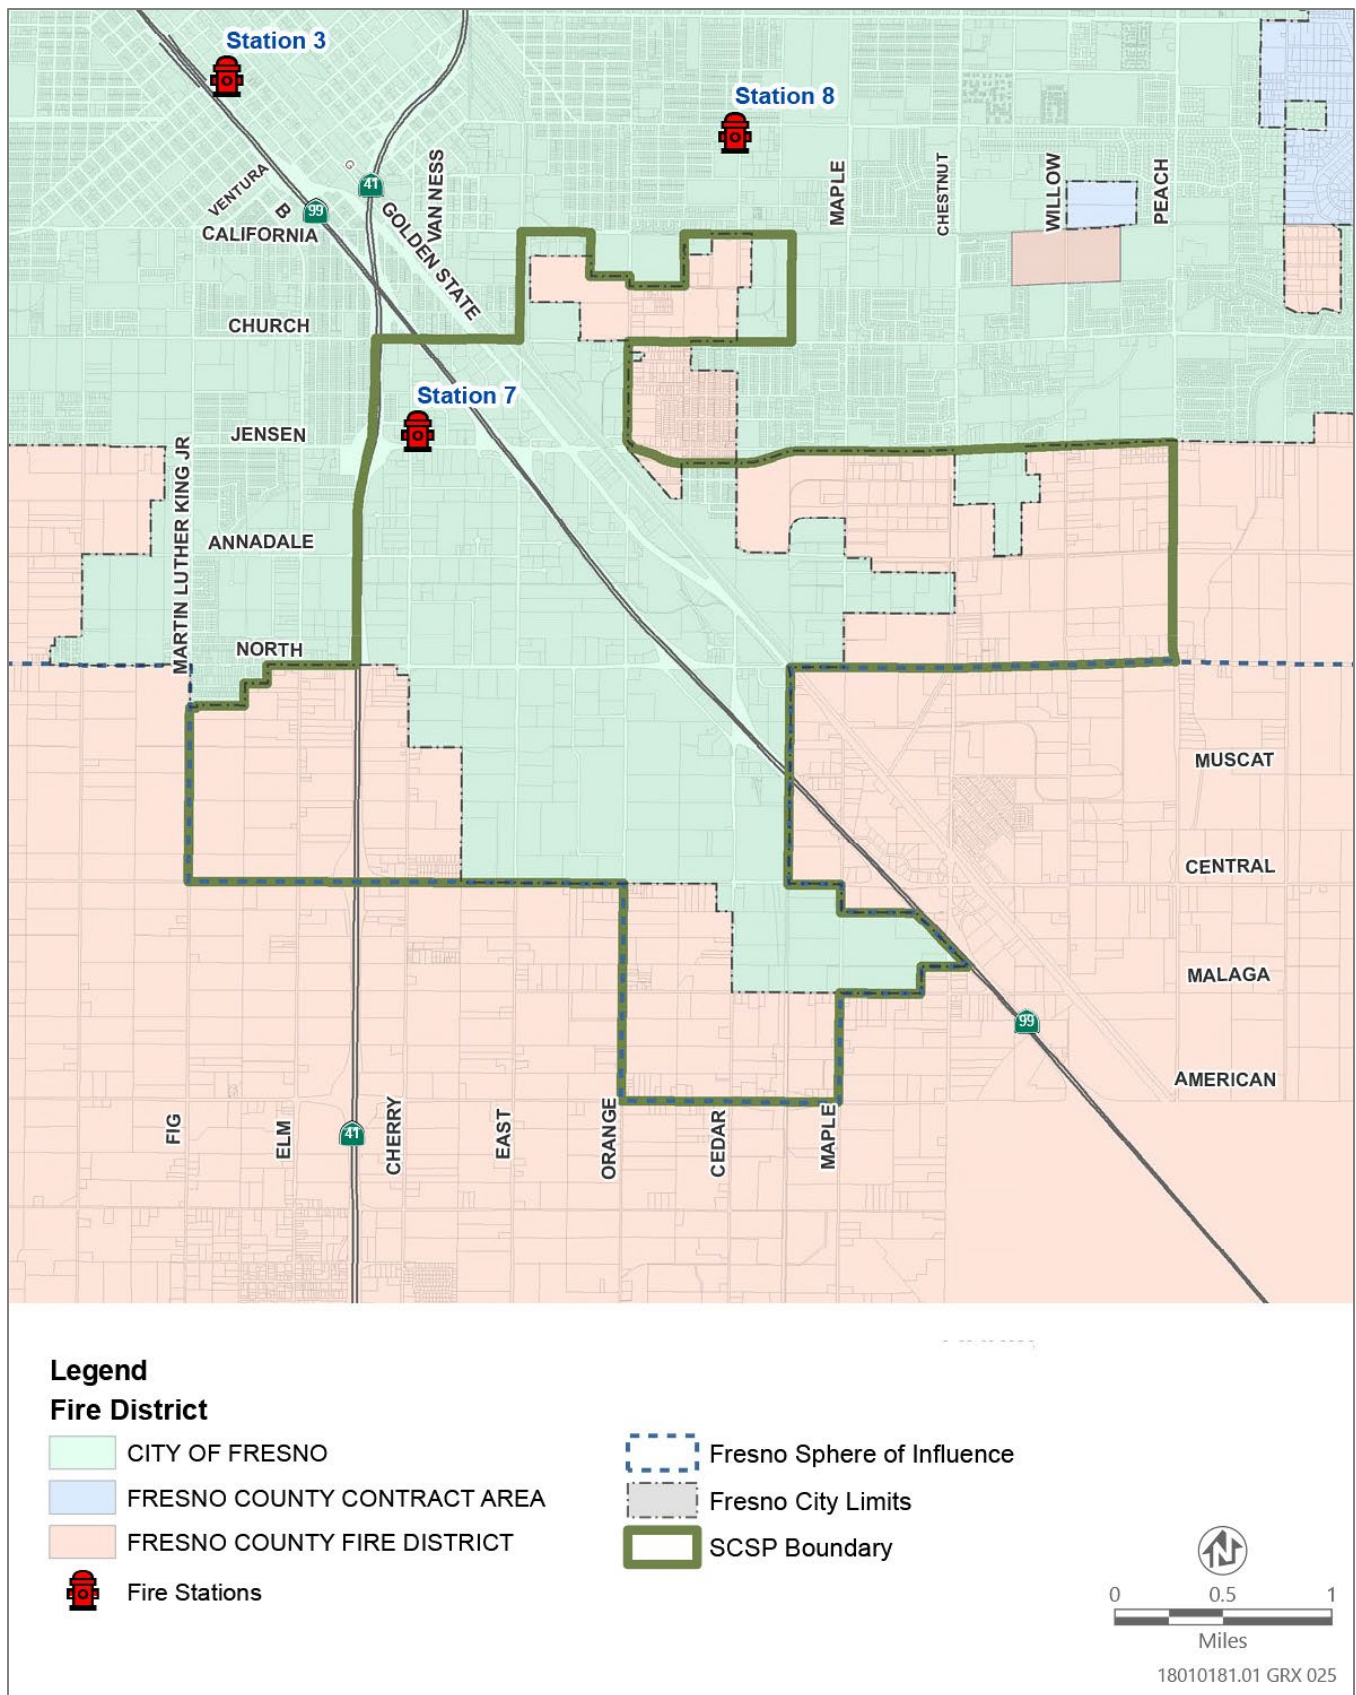 Station 3
Station 8
Station 7
VENTURA
B
G
99
41
VAN NESS
GOLDEN STATE
CALIFORNIA
MAPLE
CHESTNUT
WILLOW
PEACH
CHURCH
JENSEN
MARTIN LUTHER KING JR
ANNADALE
NORTH
MUSCAT
CENTRAL
MALAGA
99
AMERICAN
FIG
ELM
41
CHERRY
EAST
ORANGE
CEDAR
MAPLE
Legend
Fire District
CITY OF FRESNO
FRESNO COUNTY CONTRACT AREA
FRESNO COUNTY FIRE DISTRICT
Fire Stations
Fresno Sphere of Influence
Fresno City Limits
SCSP Boundary
N
0 0.5 1
Miles
18010181.01 GRX 025